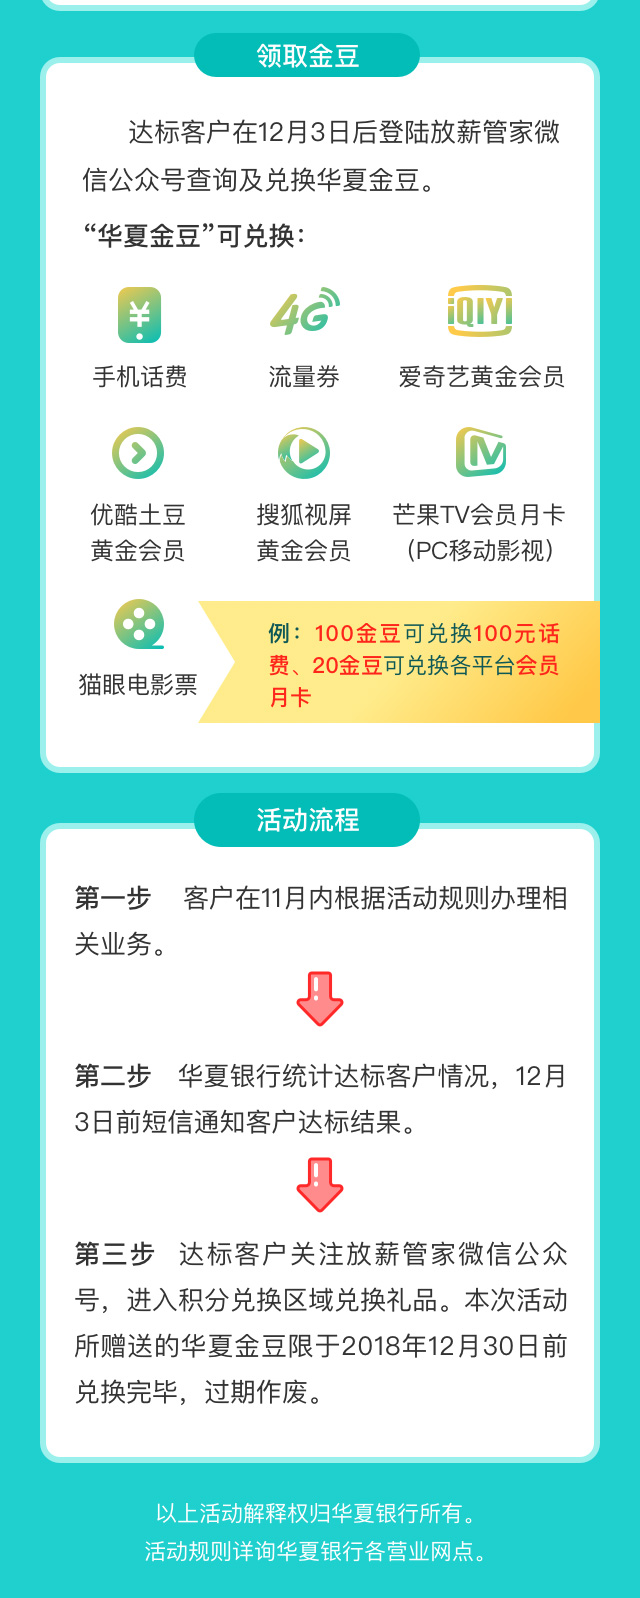 领取金豆
达标客户在12月3日后登陆放薪管家微
信公众号查询及兑换华夏金豆。
“华夏金豆”可兑换：
¥
4G
iQIYI
手机话费
流量券
爱奇艺黄金会员
优酷土豆
黄金会员
搜狐视屏
黄金会员
芒果TV会员月卡
（PC移动影视）
猫眼电影票
例：100金豆可兑换100元话
费、20金豆可兑换各平台会员
月卡
活动流程
第一步 客户在11月内根据活动规则办理相
关业务。
第二步 华夏银行统计达标客户情况，12月
3日前短信通知客户达标结果。
第三步 达标客户关注放薪管家微信公众
号，进入积分兑换区域兑换礼品。本次活动
所赠送的华夏金豆限于2018年12月30日前
兑换完毕，过期作废。
以上活动解释权归华夏银行所有。
活动规则详询华夏银行各营业网点。